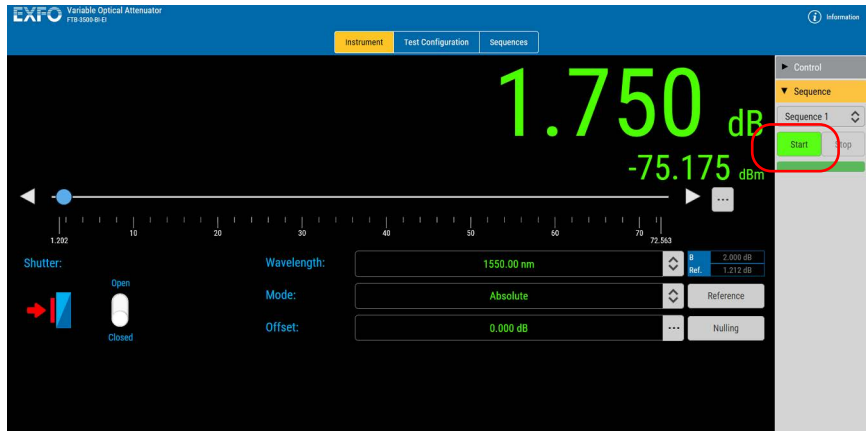 EXFO Variable Optical Attenuator
FTB-3500-BI-EI
Information
Instrument Test Configuration Sequences
Control
Sequence
1.750 dB
Sequence 1
Start Stop
-75.175 dBm
...
1.202 10 20 30 40 50 60 70 72.563
Shutter:
Open
Closed
Wavelength: 1550.00 nm
B 2.000 dB
Ref. 1.212 dB
Mode: Absolute
Reference
Offset: 0.000 dB ...
Nulling